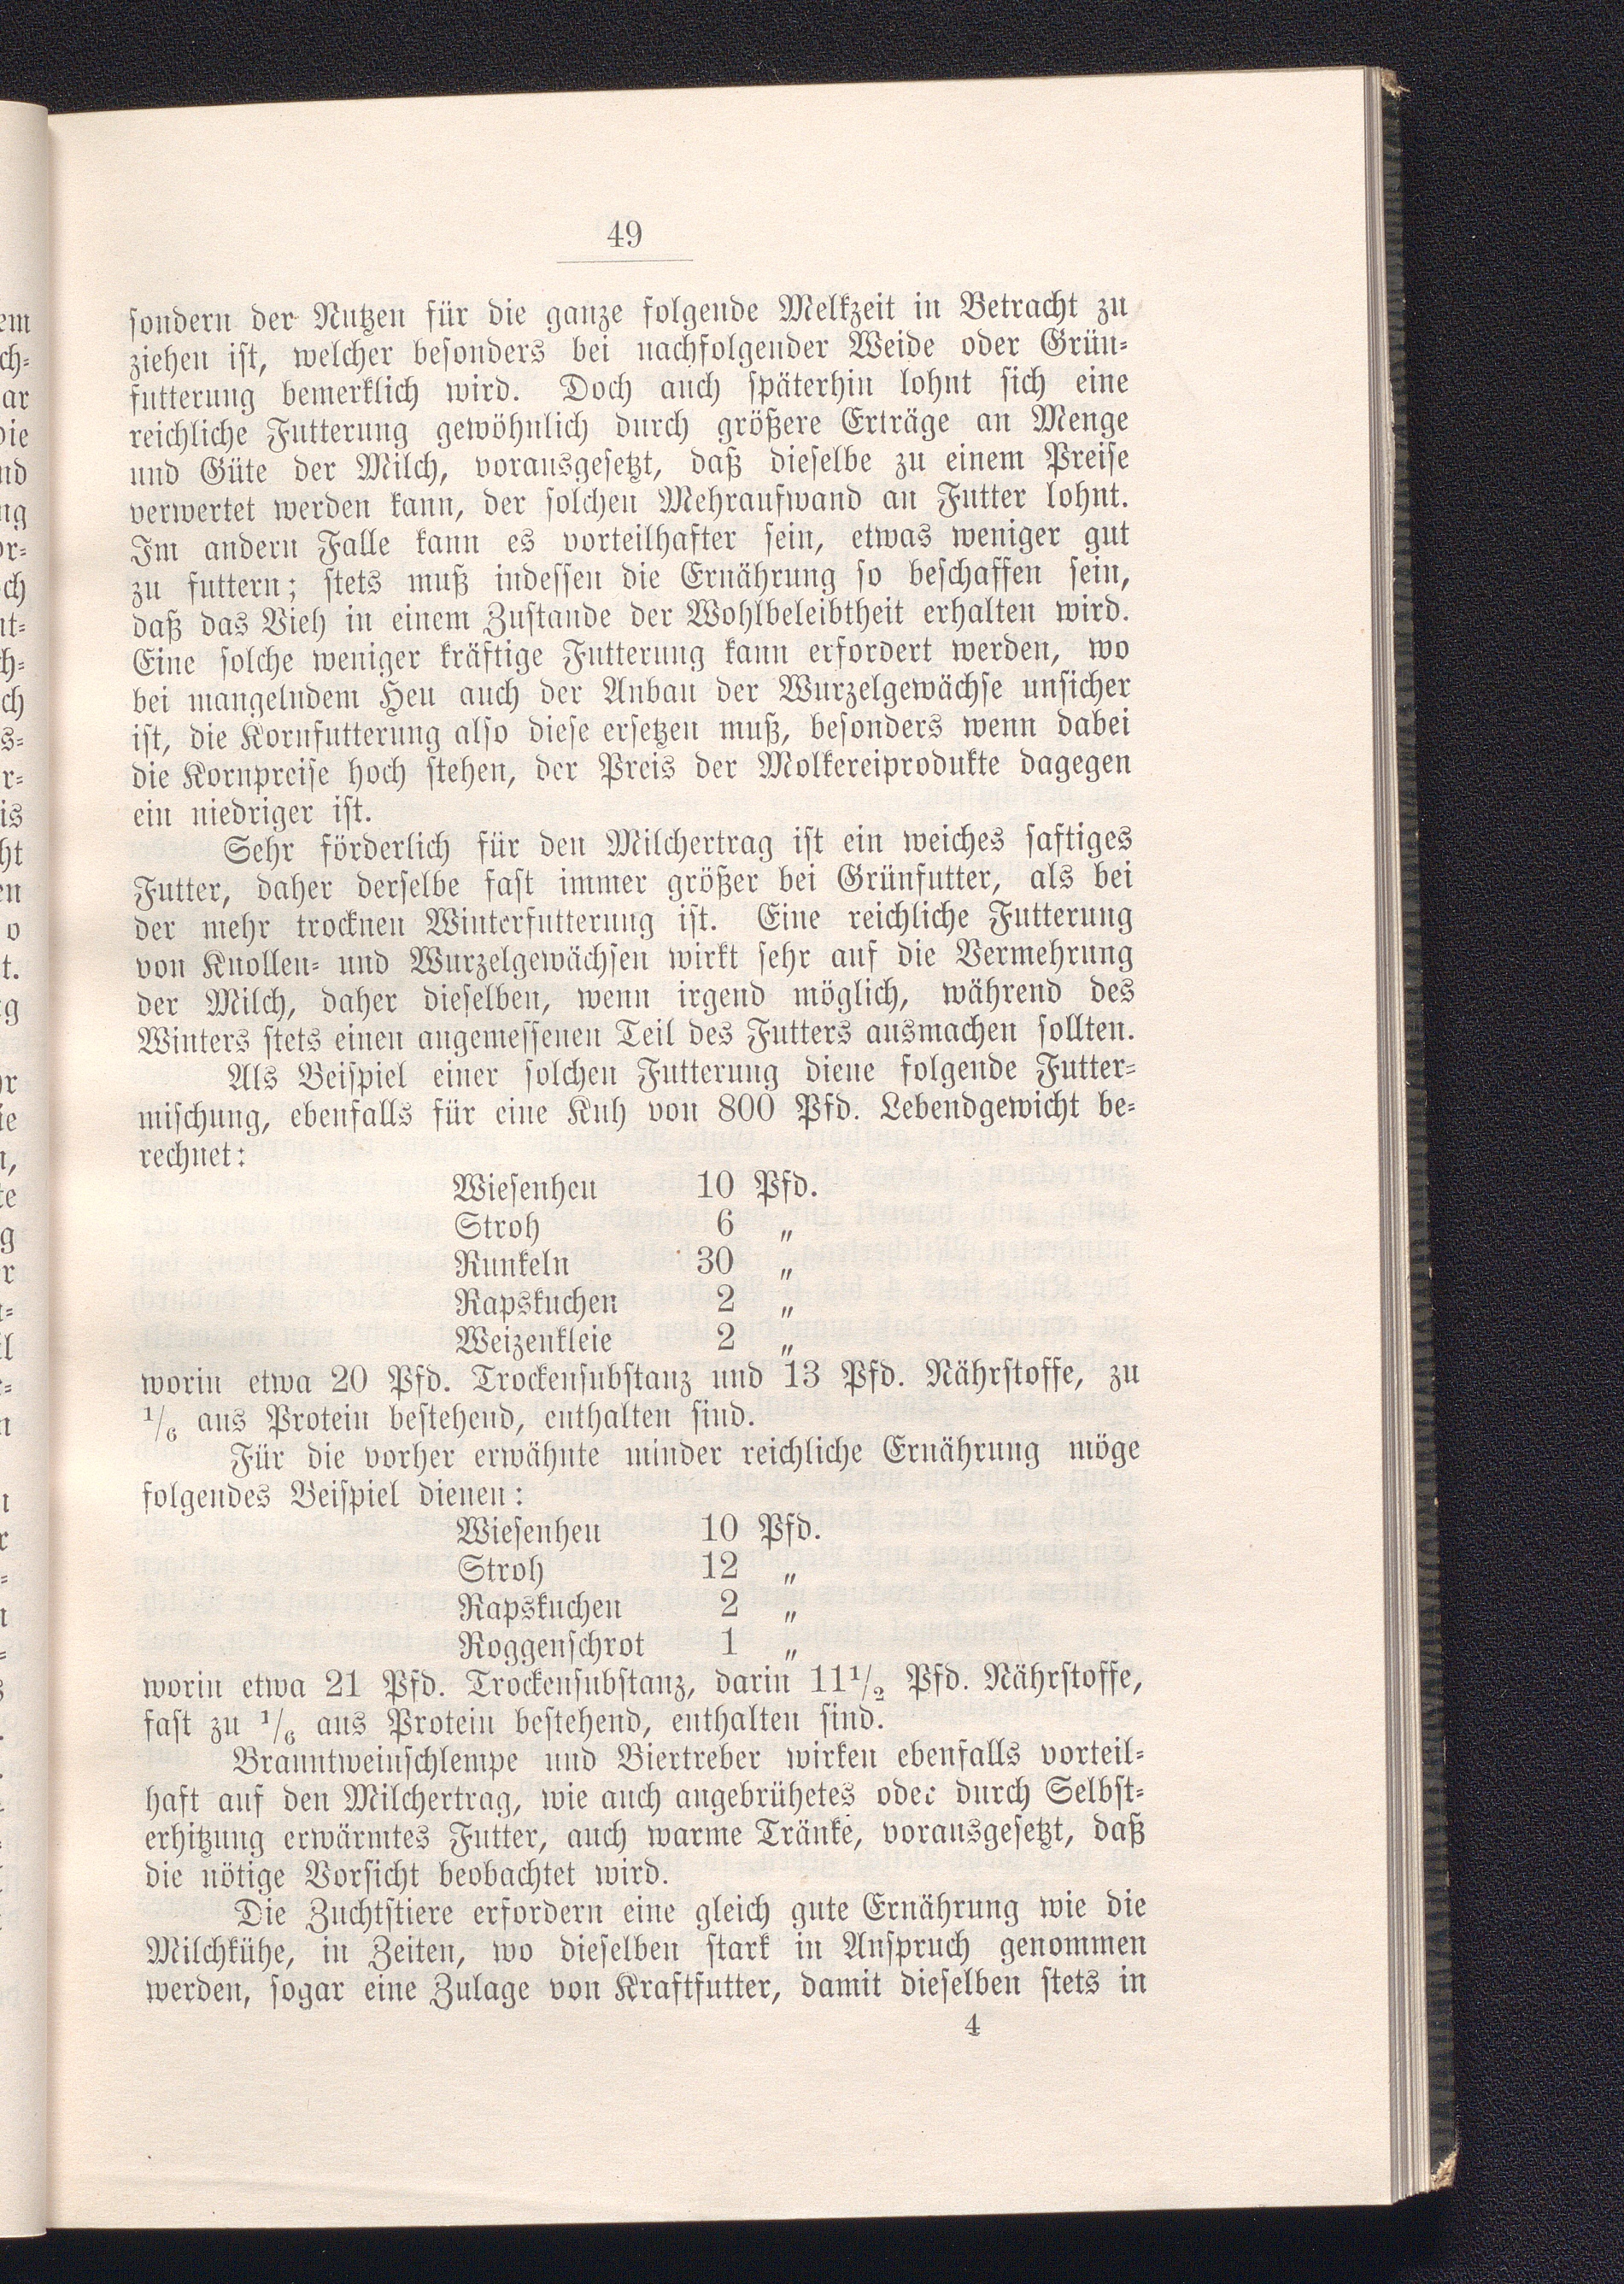 49
sondern der Nutzen für die ganze folgende Melkzeit in Betracht zu
ziehen ist, welcher besonders bei nachfolgender Weide oder Grün-
futterung bemerklich wird. Doch auch späterhin lohnt sich eine
reichliche Futterung gewöhnlich durch größere Erträge an Menge
und Güte der Milch, vorausgesetzt, daß dieselbe zu einem Preise
verwertet werden kann, der solchen Mehraufwand an Futter lohnt.
Im andern Falle kann es vorteilhafter sein, etwas weniger gut
zu futtern; stets muß indessen die Ernährung so beschaffen sein,
daß das Vieh in einem Zustande der Wohlbeleibtheit erhalten wird.
Eine solche weniger kräftige Futterung kann erfordert werden, wo
bei mangelndem Heu auch der Anbau der Wurzelgewächse unsicher
ist, die Kornfutterung also diese ersetzen muß, besonders wenn dabei
die Kornpreise hoch stehen, der Preis der Molkereiprodukte dagegen
ein niedriger ist.
Sehr förderlich für den Milchertrag ist ein weiches saftiges
Futter, daher derselbe fast immer größer bei Grünfutter, als bei
der mehr trocknen Winterfutterung ist. Eine reichliche Futterung
von Knollen- und Wurzelgewächsen wirkt sehr auf die Vermehrung
der Milch, daher dieselben, wenn irgend möglich, während des
Winters stets einen angemessenen Teil des Futters ausmachen sollten.
Als Beispiel einer solchen Futterung diene folgende Futter-
mischung, ebenfalls für eine Kuh von 800 Pfd. Lebendgewicht be-
rechnet:
Wiesenheu 10 Pfd.
Stroh 6 „
Runkeln 30 „
Rapskuchen 2 „
Weizenkleie 2 „
worin etwa 20 Pfd. Trockensubstanz und 13 Pfd. Nährstoffe, zu
1/6 aus Protein bestehend, enthalten sind.
Für die vorher erwähnte minder reichliche Ernährung möge
folgendes Beispiel dienen:
Wiesenheu 10 Pfd.
Stroh 12 „
Rapskuchen 2 „
Roggenschrot 1 „
worin etwa 21 Pfd. Trockensubstanz, darin 11 1/2 Pfd. Nährstoffe,
fast zu 1/6 aus Protein bestehend, enthalten sind.
Branntweinschlempe und Biertreber wirken ebenfalls vorteil-
haft auf den Milchertrag, wie auch angebrühetes oder durch Selbst-
erhitzung erwärmtes Futter, auch warme Tränke, vorausgesetzt, daß
die nötige Vorsicht beobachtet wird.
Die Zuchtstiere erfordern eine gleich gute Ernährung wie die
Milchkühe, in Zeiten, wo dieselben stark in Anspruch genommen
werden, sogar eine Zulage von Kraftfutter, damit dieselben stets in
4